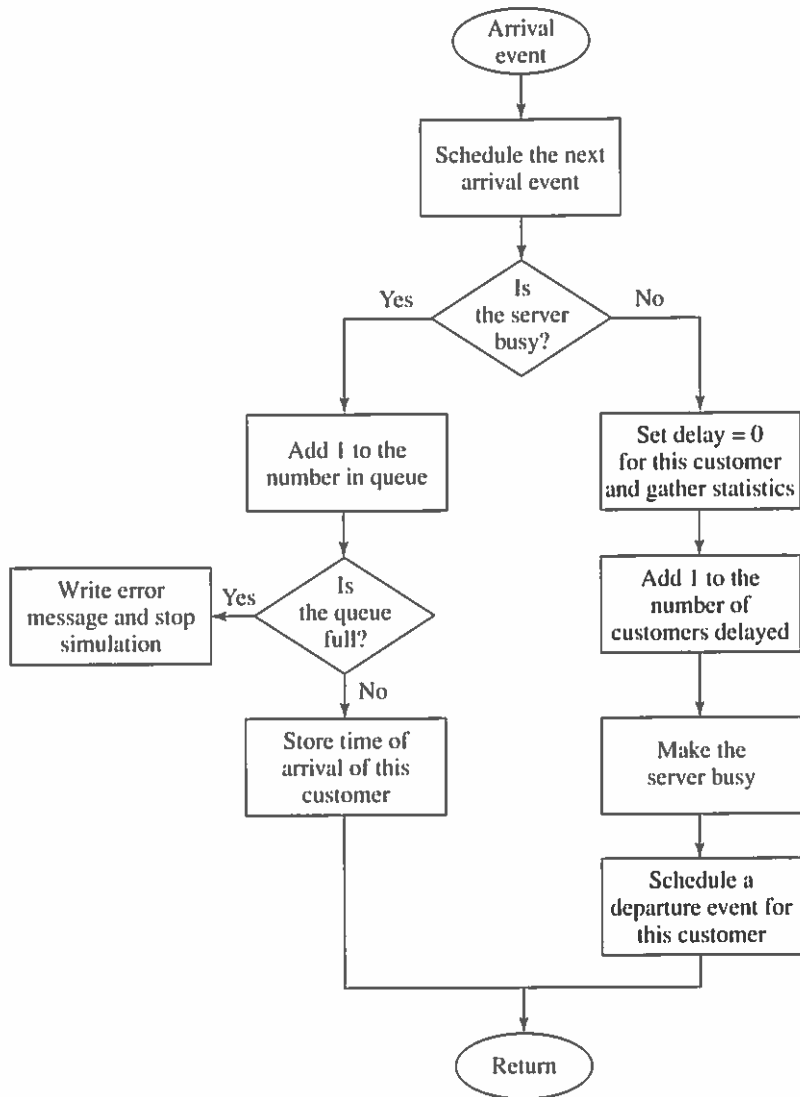 Arrival
event
Schedule the next
arrival event
Is
the server
busy?
Yes
No
Add 1 to the
number in queue
Is
the queue
full?
Yes
Write error
message and stop
simulation
No
Store time of
arrival of this
customer
Set delay = 0
for this customer
and gather statistics
Add 1 to the
number of
customers delayed
Make the
server busy
Schedule a
departure event for
this customer
Return